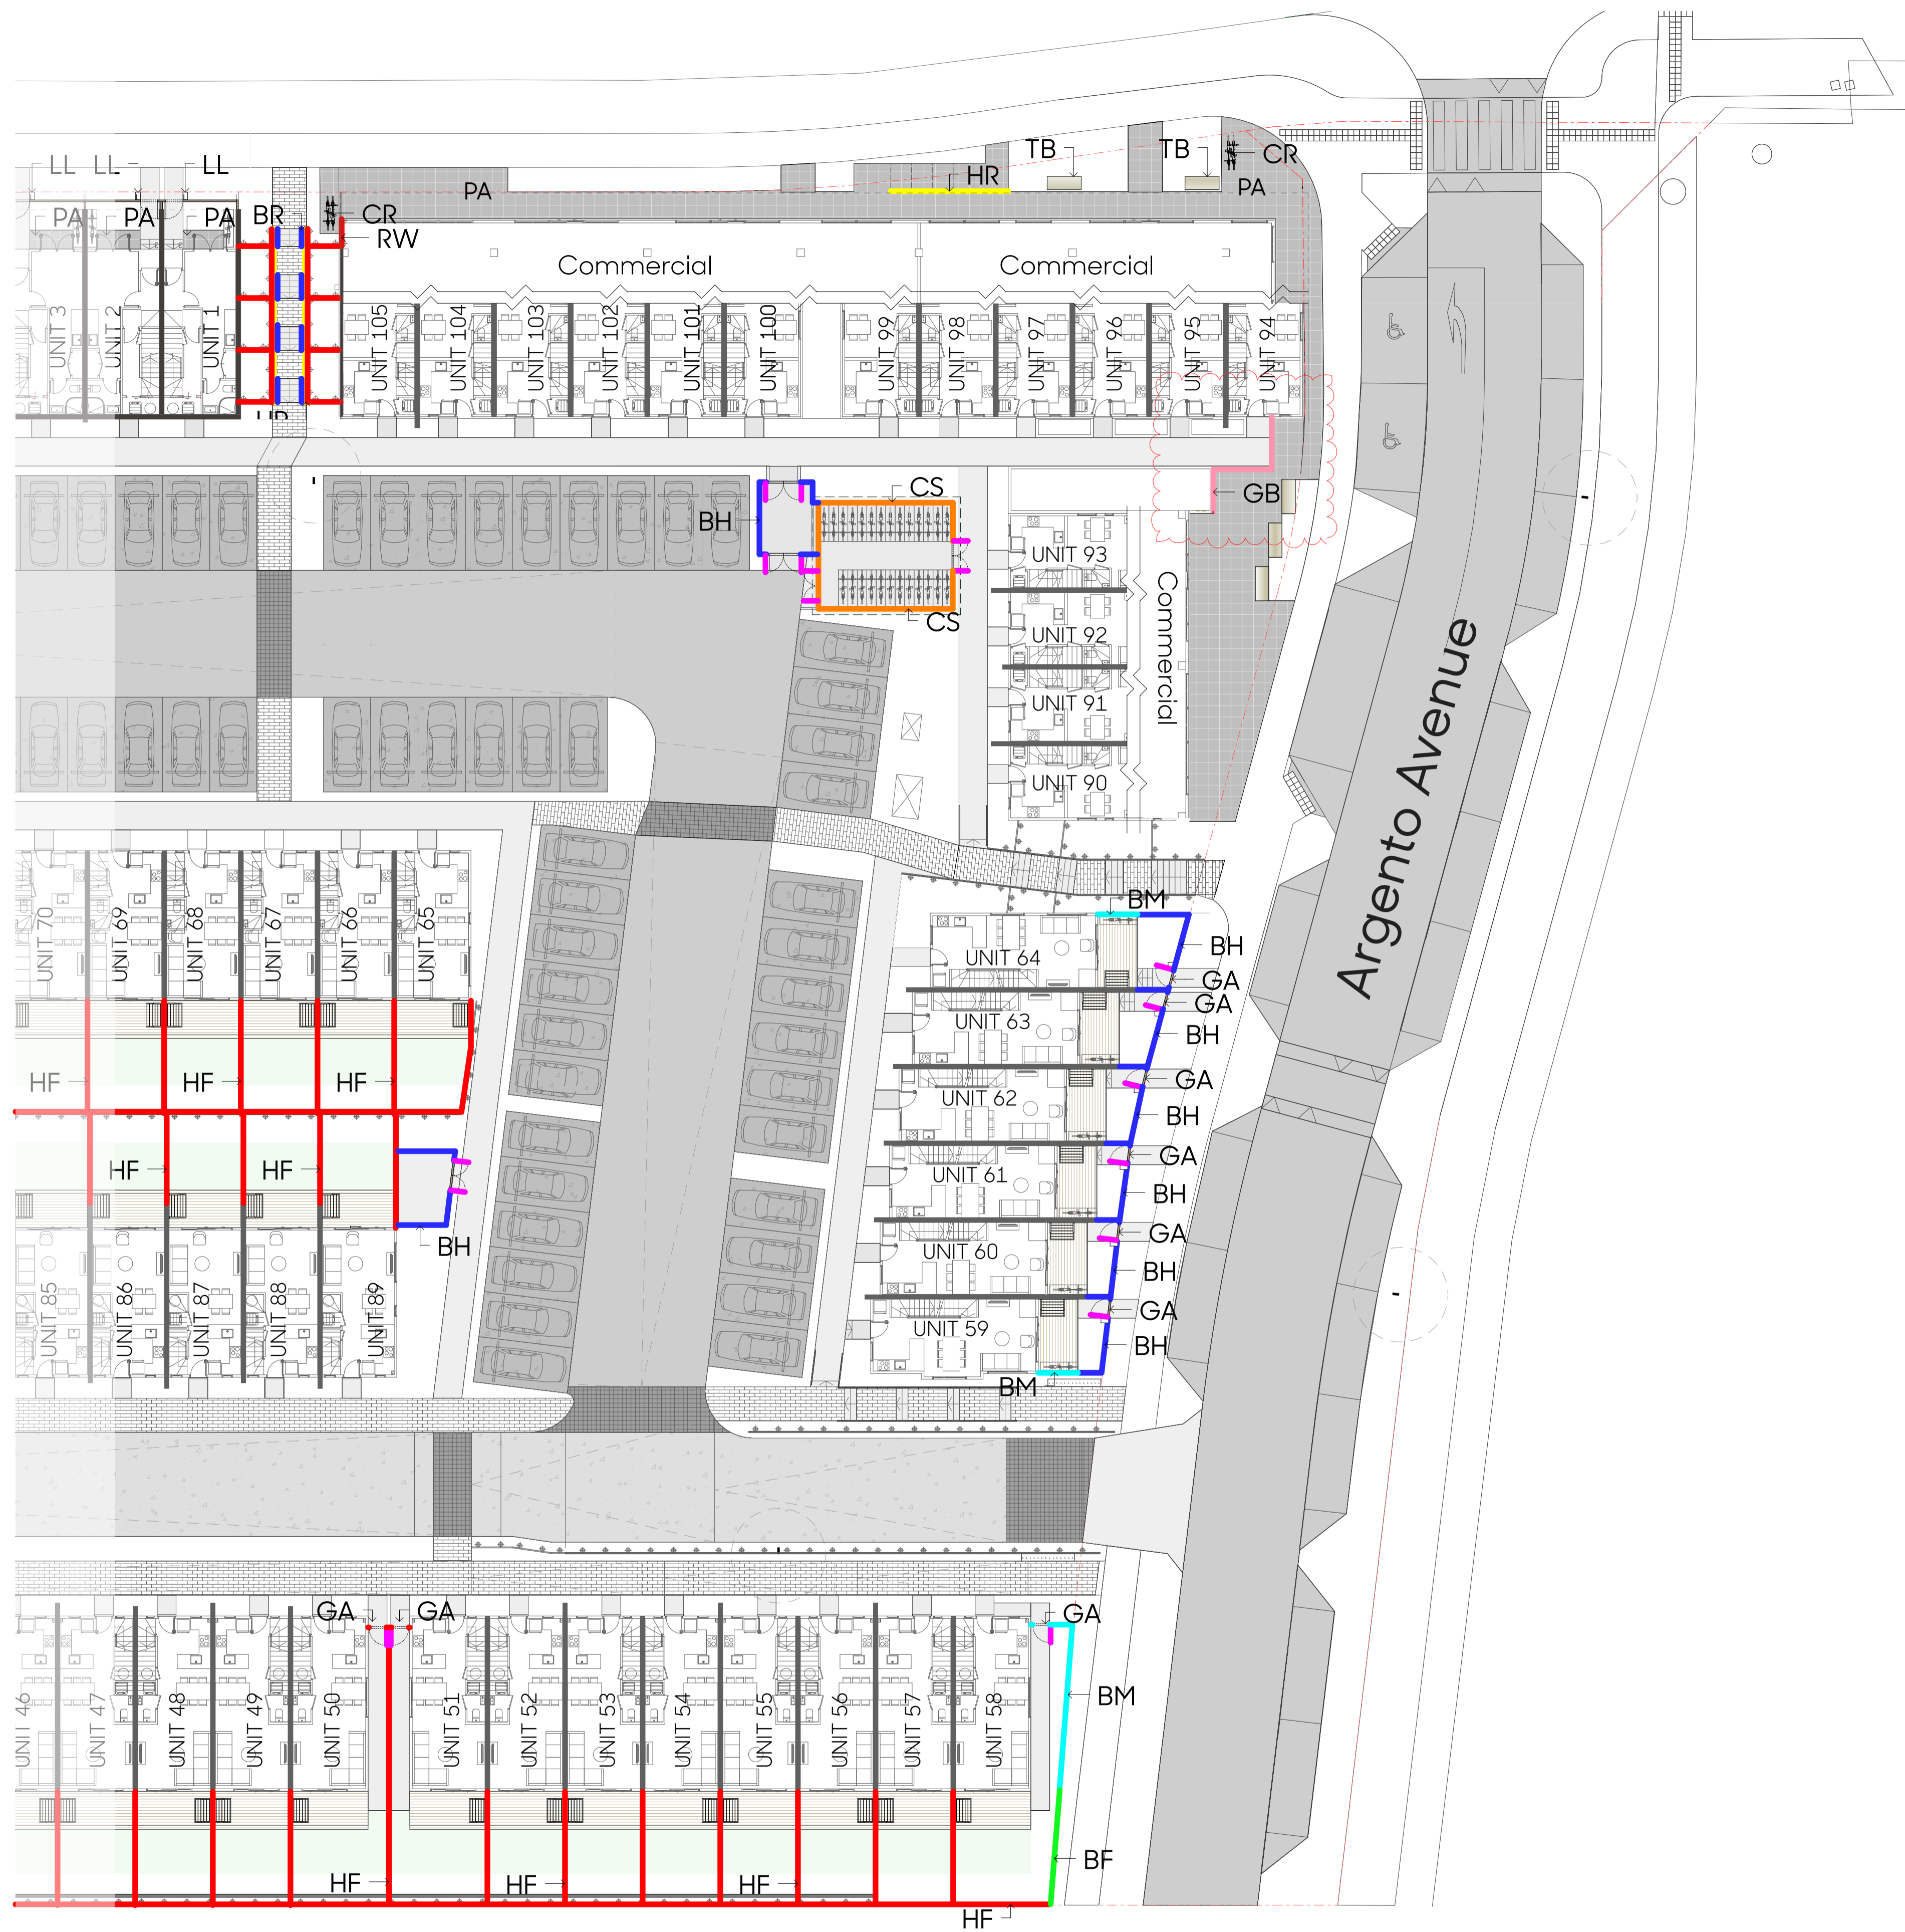 TB
TB
LL
LL
LL
HR
CR
PA
PA
PA
PA
PA
BR
CR
RW
Commercial
Commercial
UNIT 3
UNIT 2
UNIT 1
UNIT 105
UNIT 104
UNIT 103
UNIT 102
UNIT 101
UNIT 100
UNIT 99
UNIT 98
UNIT 97
UNIT 96
UNIT 95
UNIT 94
CS
GB
BH
UNIT 93
CS
UNIT 92
UNIT 91
UNIT 90
Commercial
Argento Avenue
UNIT 70
UNIT 69
UNIT 68
UNIT 67
UNIT 66
UNIT 65
BM
BH
UNIT 64
GA
GA
UNIT 63
BH
HF
HF
HF
GA
UNIT 62
BH
HF
HF
GA
UNIT 61
BH
GA
BH
UNIT 60
BH
UNIT 85
UNIT 86
UNIT 87
UNIT 88
UNIT 89
GA
UNIT 59
BH
BM
GA
GA
GA
UNIT 46
UNIT 47
UNIT 48
UNIT 49
UNIT 50
UNIT 51
UNIT 52
UNIT 53
UNIT 54
UNIT 55
UNIT 56
UNIT 57
UNIT 58
BM
BF
HF
HF
HF
HF